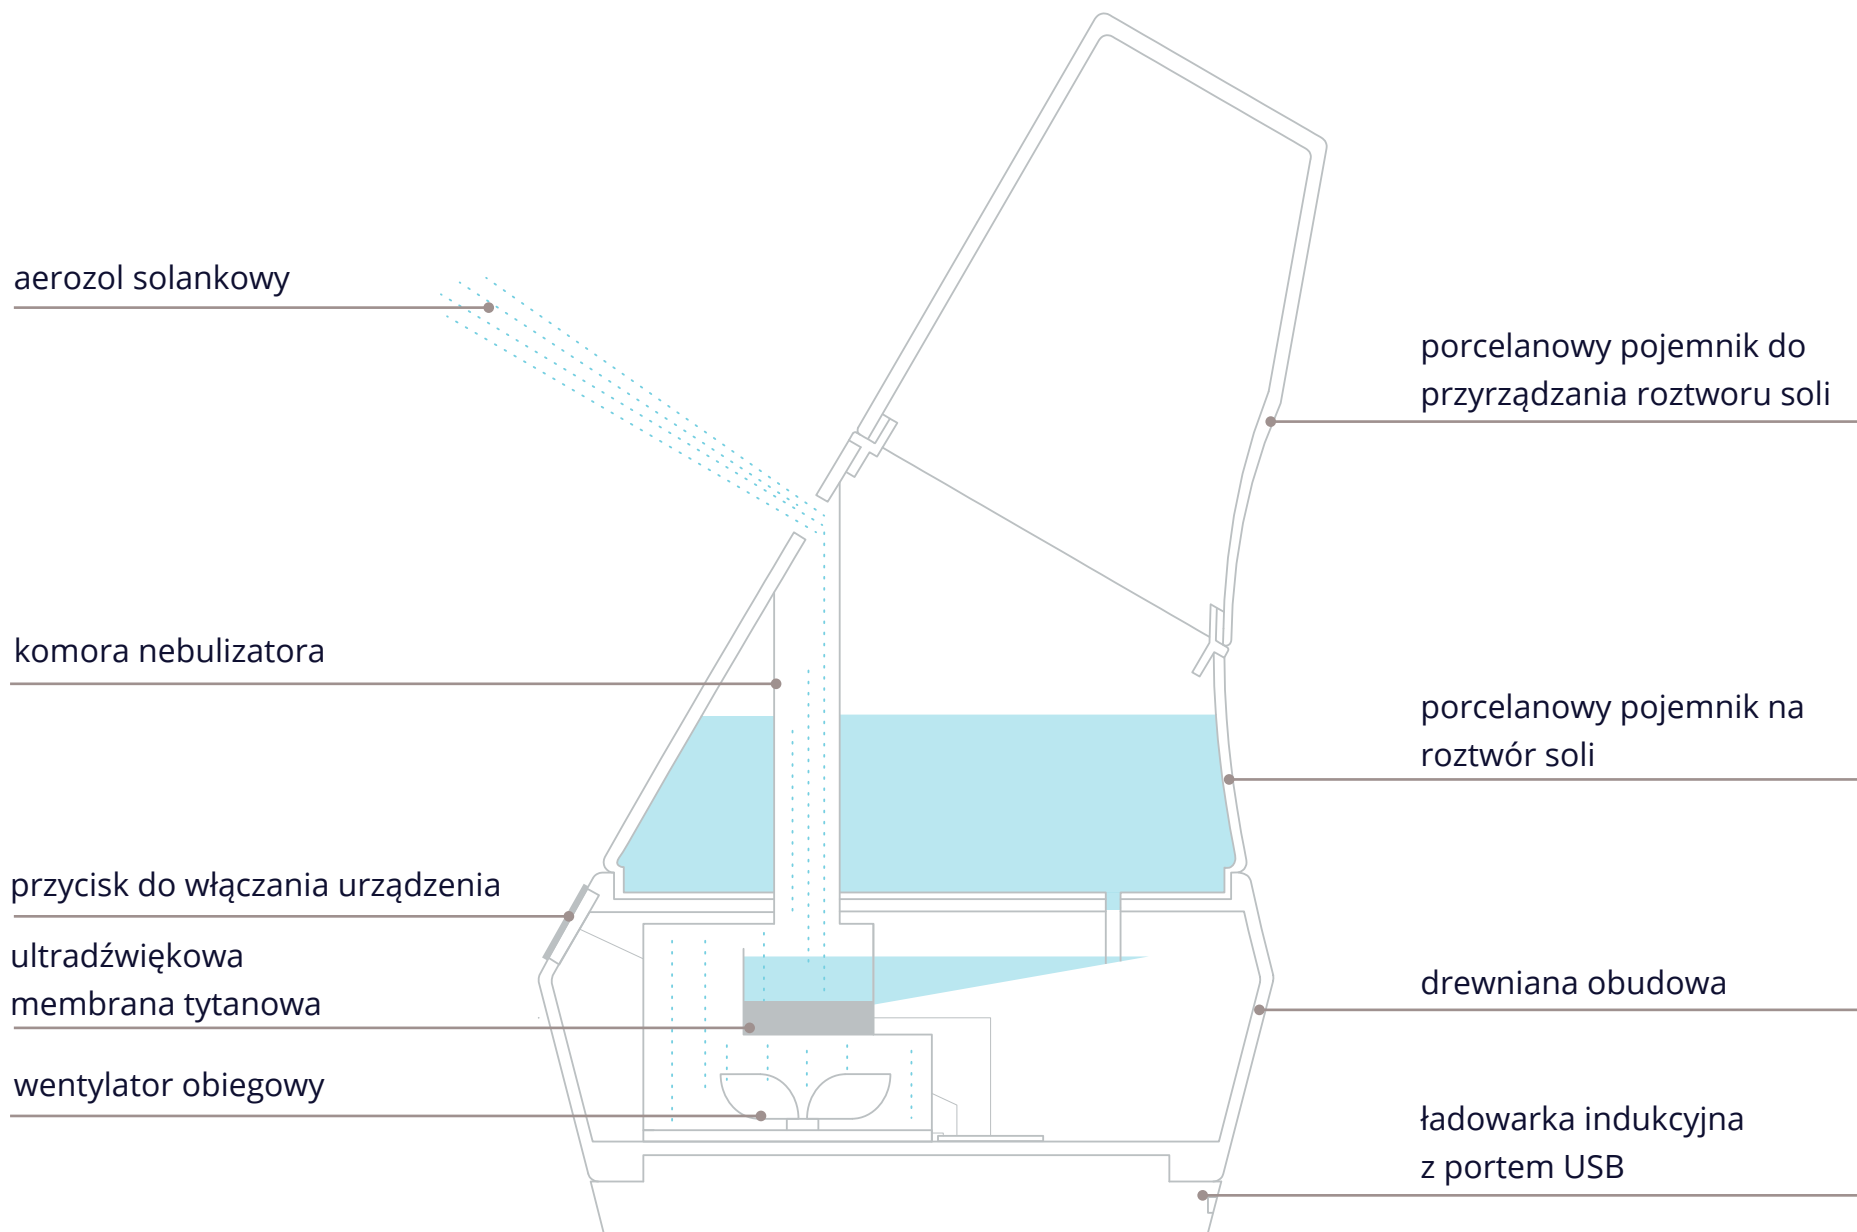 aerozol solankowy
komora nebulizatora
przycisk do włączania urządzenia
ultradźwiękowa
membrana tytanowa
wentylator obiegowy
porcelanowy pojemnik do
przyrządzania roztworu soli
porcelanowy pojemnik na
roztwór soli
drewniana obudowa
ładowarka indukcyjna
z portem USB